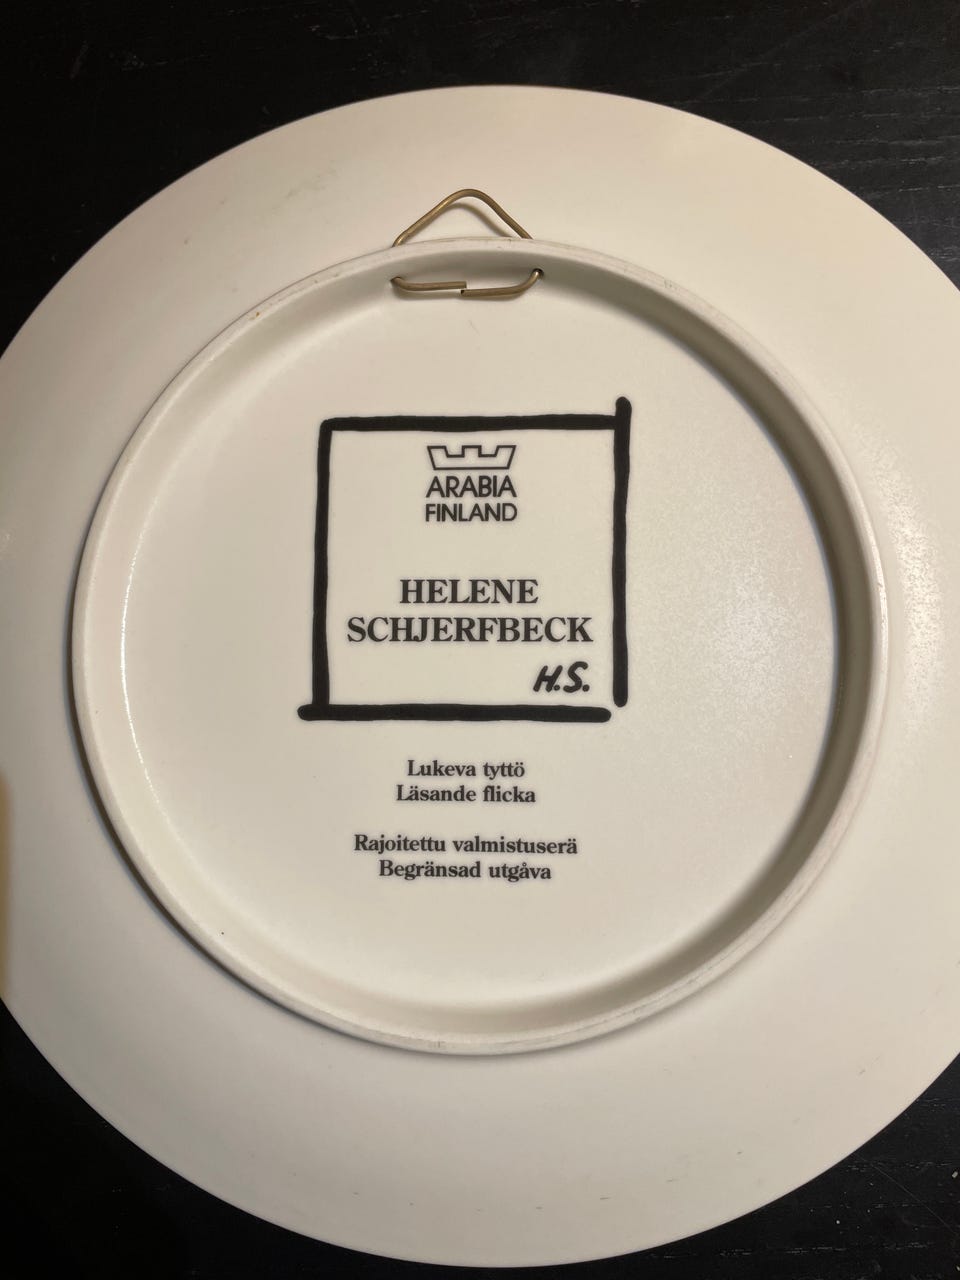 ARABIA
FINLAND
HELENE
SCHJERFBECK
H.S.
Lukeva tyttö
Läsande flicka
Rajoitettu valmistuserä
Begränsad utgåva